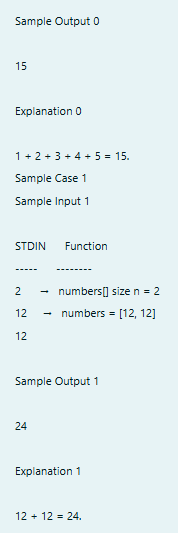 Sample Output 0
15
Explanation 0
1 + 2 + 3 + 4 + 5 = 15.
Sample Case 1
Sample Input 1
STDIN Function
----- --------
2 → numbers[] size n = 2
12 → numbers = [12, 12]
12
Sample Output 1
24
Explanation 1
12 + 12 = 24.